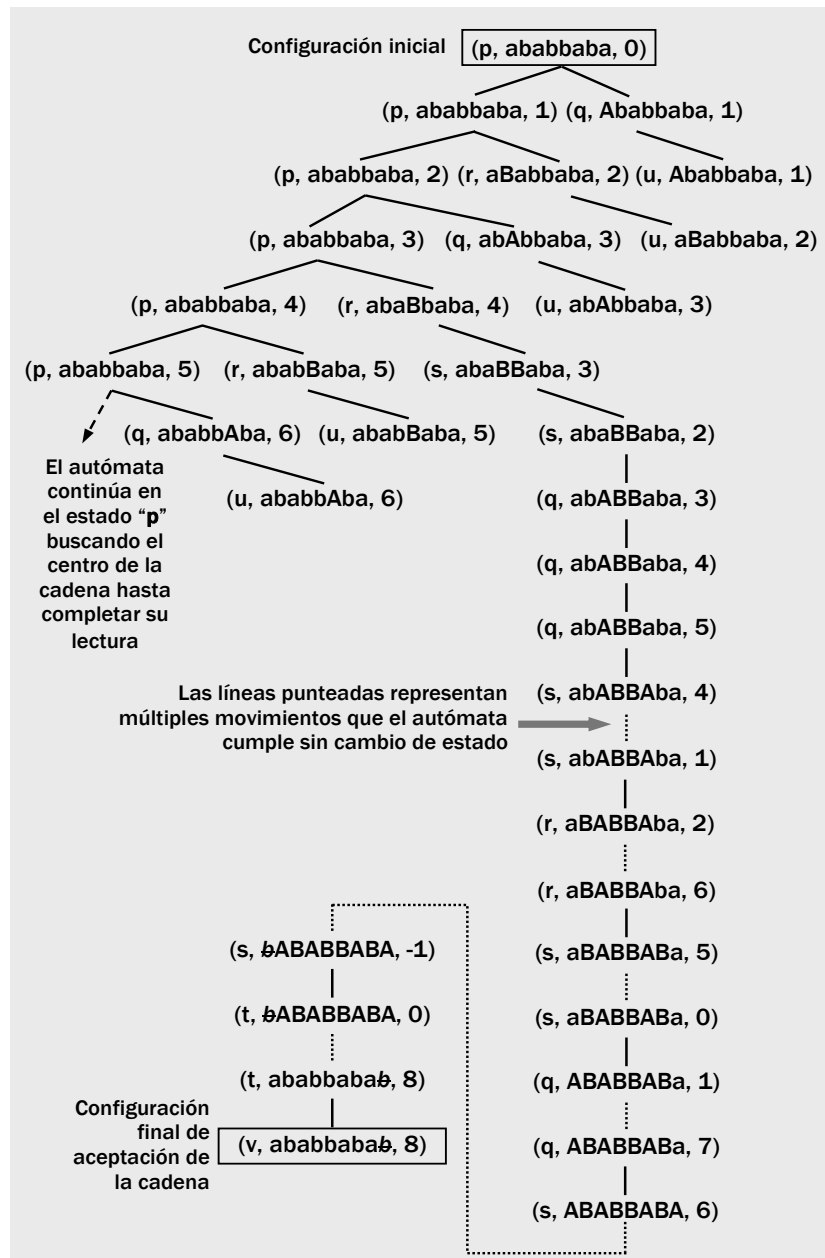 Configuración inicial (p, ababbaba, 0)
(p, ababbaba, 1) (q, Ababbaba, 1)
(p, ababbaba, 2) (r, aBabbaba, 2) (u, Ababbaba, 1)
(p, ababbaba, 3) (q, abAbbaba, 3) (u, aBabbaba, 2)
(p, ababbaba, 4) (r, abaBbaba, 4) (u, abAbbaba, 3)
(p, ababbaba, 5) (r, ababBaba, 5) (s, abaBBaba, 3)
(q, ababbAba, 6) (u, ababBaba, 5) (s, abaBBaba, 2)
El autómata
continúa en
el estado “p”
buscando el
centro de la
cadena hasta
completar su
lectura
(u, ababbAba, 6)
(q, abABBaba, 3)
(q, abABBaba, 4)
(q, abABBaba, 5)
(s, abABBAba, 4)
Las líneas punteadas representan
múltiples movimientos que el autómata
cumple sin cambio de estado
(s, abABBAba, 1)
(r, aBABBAba, 2)
(r, aBABBAba, 6)
(s, aBABBABa, 5)
(s, aBABBABa, 0)
(q, ABABBABa, 1)
(q, ABABBABa, 7)
(s, ABABBABA, 6)
(s, ƀABABBABA, -1)
(t, ƀABABBABA, 0)
(t, ababbabaƀ, 8)
Configuración
final de
aceptación de
la cadena
(v, ababbabaƀ, 8)